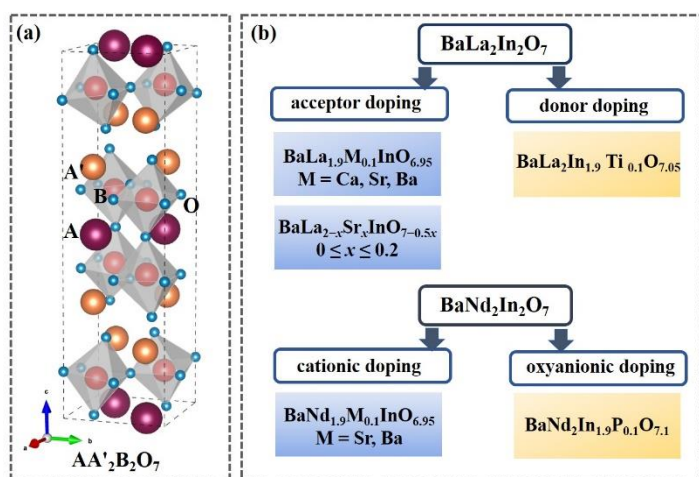 (a)
A'
B
O
A
c
a
b
AA'₂B₂O₇
(b)
BaLa₂In₂O₇
acceptor doping
donor doping
BaLa₁.₉M₀.₁InO₆.₉₅
M = Ca, Sr, Ba
BaLa₂In₁.₉ Ti ₀.₁O₇.₀₅
BaLa₂₋ₓSrₓInO₇₋₀.₅ₓ
0 ≤ x ≤ 0.2
BaNd₂In₂O₇
cationic doping
oxyanionic doping
BaNd₁.₉M₀.₁InO₆.₉₅
M = Sr, Ba
BaNd₂In₁.₉P₀.₁O₇.₁